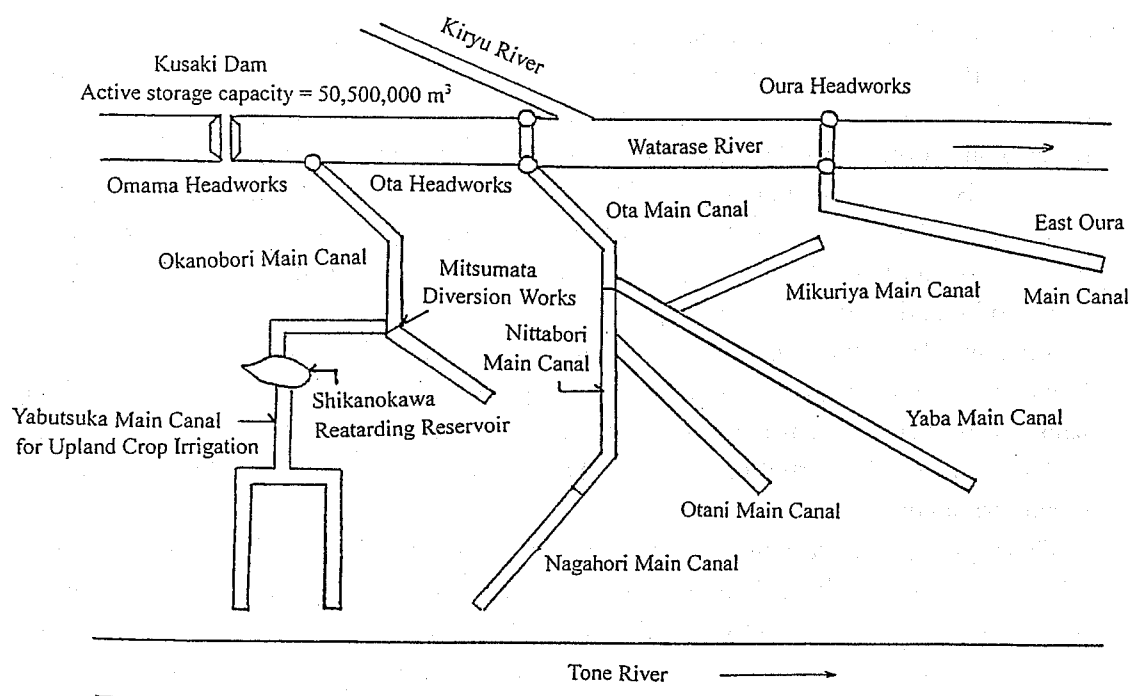 Kiryu River
Kusaki Dam
Active storage capacity = 50,500,000 m³
Oura Headworks
Watarase River
Omama Headworks
Ota Headworks
Ota Main Canal
East Oura
Main Canal
Okanobori Main Canal
Mitsumata
Diversion Works
Mikuriya Main Canal
Nittabori
Main Canal
Shikanokawa
Reatarding Reservoir
Yabutsuka Main Canal
for Upland Crop Irrigation
Yaba Main Canal
Otani Main Canal
Nagahori Main Canal
Tone River